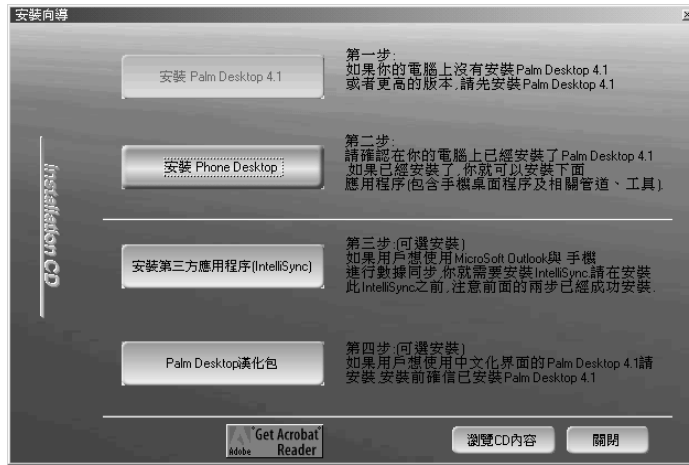 安裝向導
安裝 Palm Desktop 4.1
第一步:
如果你的電腦上沒有安裝Palm Desktop 4.1
或者更高的版本,請先安裝Palm Desktop 4.1
Installation CD
安裝 Phone Desktop
第二步:
請確認在你的電腦上已經安裝了Palm Desktop 4.1
,如果已經安裝了,你就可以安裝下面
應用程序(包含手機桌面程序及相關管道、工具).
安裝第三方應用程序(IntelliSync)
第三步:(可選安裝)
如果用戶想使用MicroSoft Outlook與 手機
進行數據同步,你就需要安裝IntelliSync.請在安裝
此IntelliSync之前,注意前面的兩步已經成功安裝.
Palm Desktop漢化包
第四步:(可選安裝)
如果用戶想使用中文化界面的Palm Desktop 4.1請
安裝,安裝前確信已安裝Palm Desktop 4.1
Adobe
Get Acrobat
Reader
瀏覽CD內容
關閉